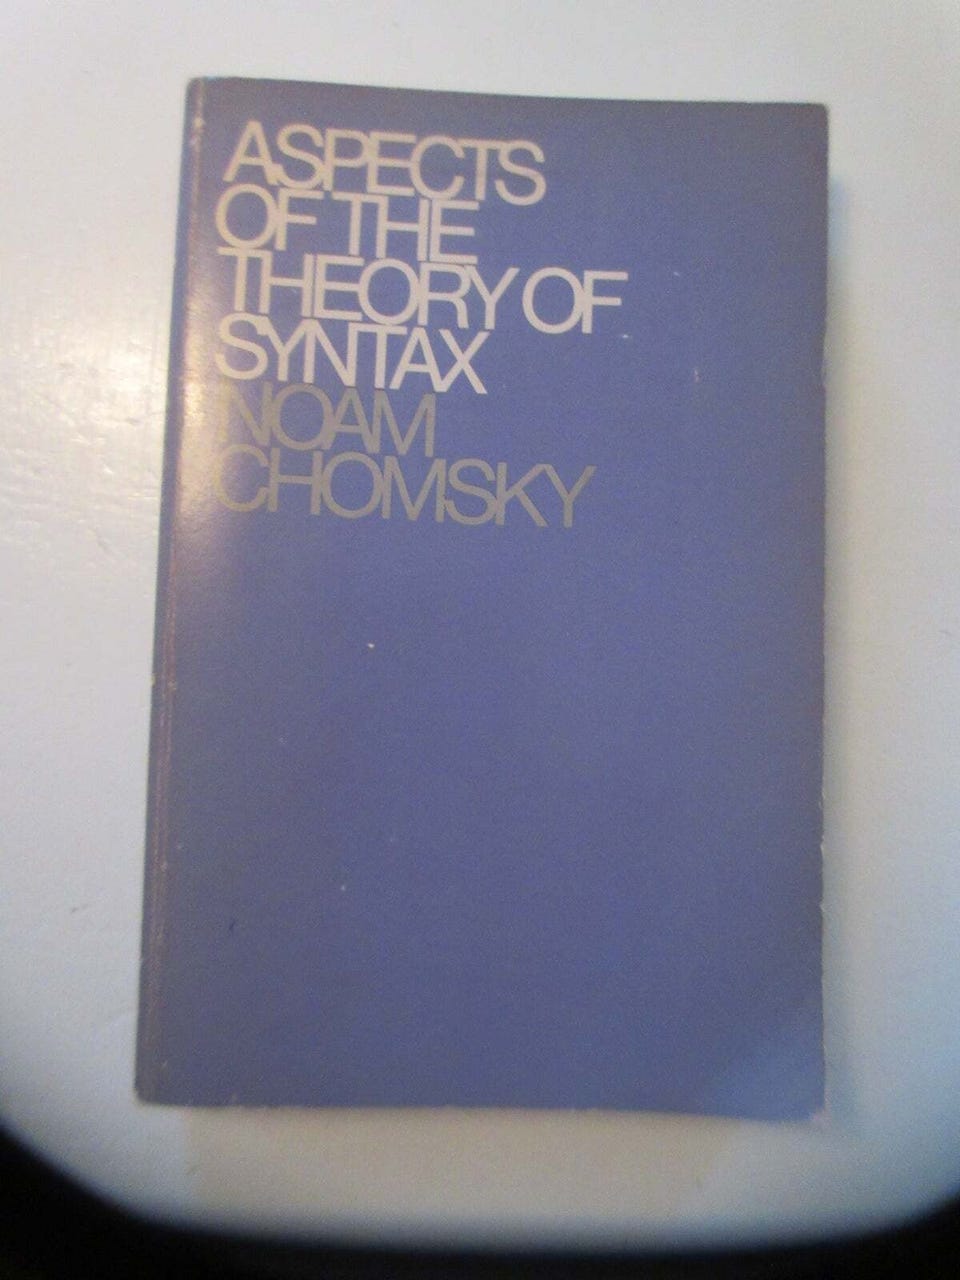 ASPECTS
OF THE
THEORY OF
SYNTAX
NOAM
CHOMSKY